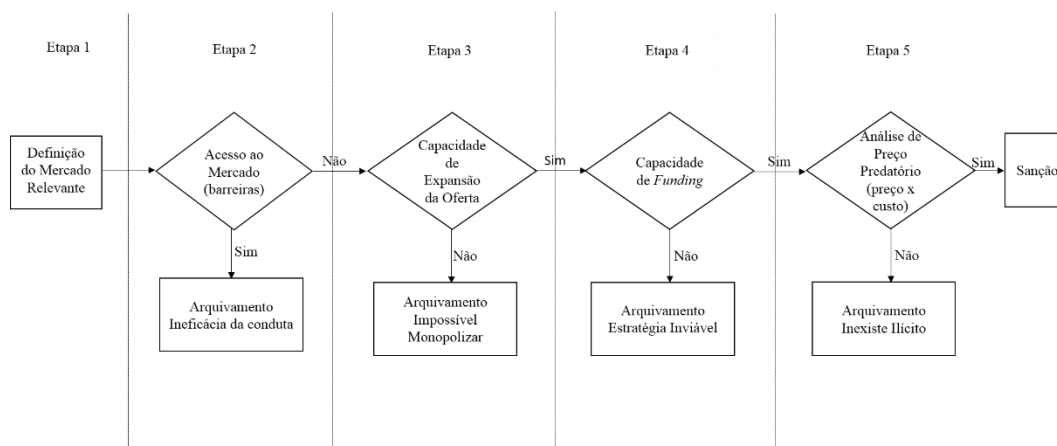 Etapa 1
Etapa 2
Etapa 3
Etapa 4
Etapa 5
Definição
do Mercado
Relevante
Acesso ao
Mercado
(barreiras)
Não
Capacidade
de
Expansão
da Oferta
Sim
Capacidade
de Funding
Sim
Análise de
Preço
Predatório
(preço x
custo)
Sim
Sanção
Sim
Não
Não
Não
Arquivamento
Ineficácia da conduta
Arquivamento
Impossível
Monopolizar
Arquivamento
Estratégia Inviável
Arquivamento
Inexiste Ilícito